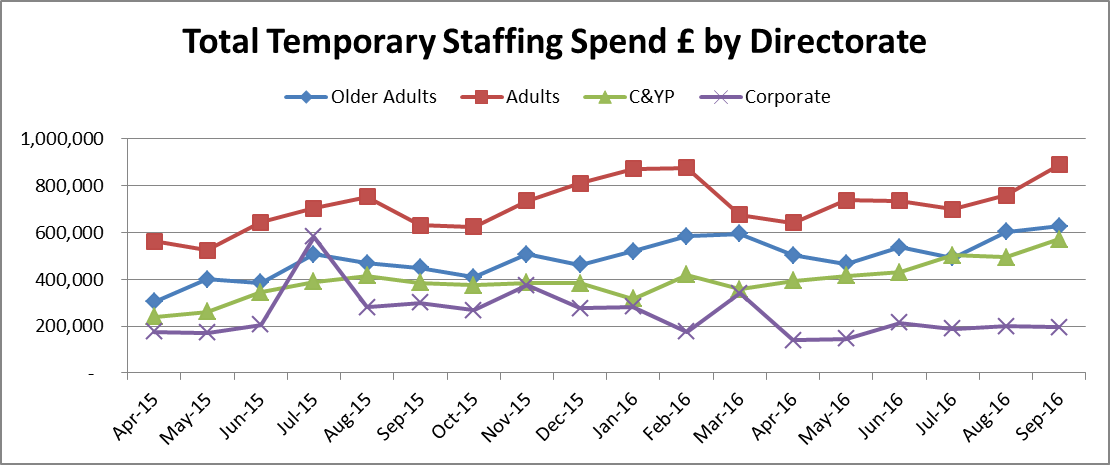 Total Temporary Staffing Spend £ by Directorate
Older Adults Adults C&YP Corporate
1,000,000
800,000
600,000
400,000
200,000
-
Apr-15 May-15 Jun-15 Jul-15 Aug-15 Sep-15 Oct-15 Nov-15 Dec-15 Jan-16 Feb-16 Mar-16 Apr-16 May-16 Jun-16 Jul-16 Aug-16 Sep-16